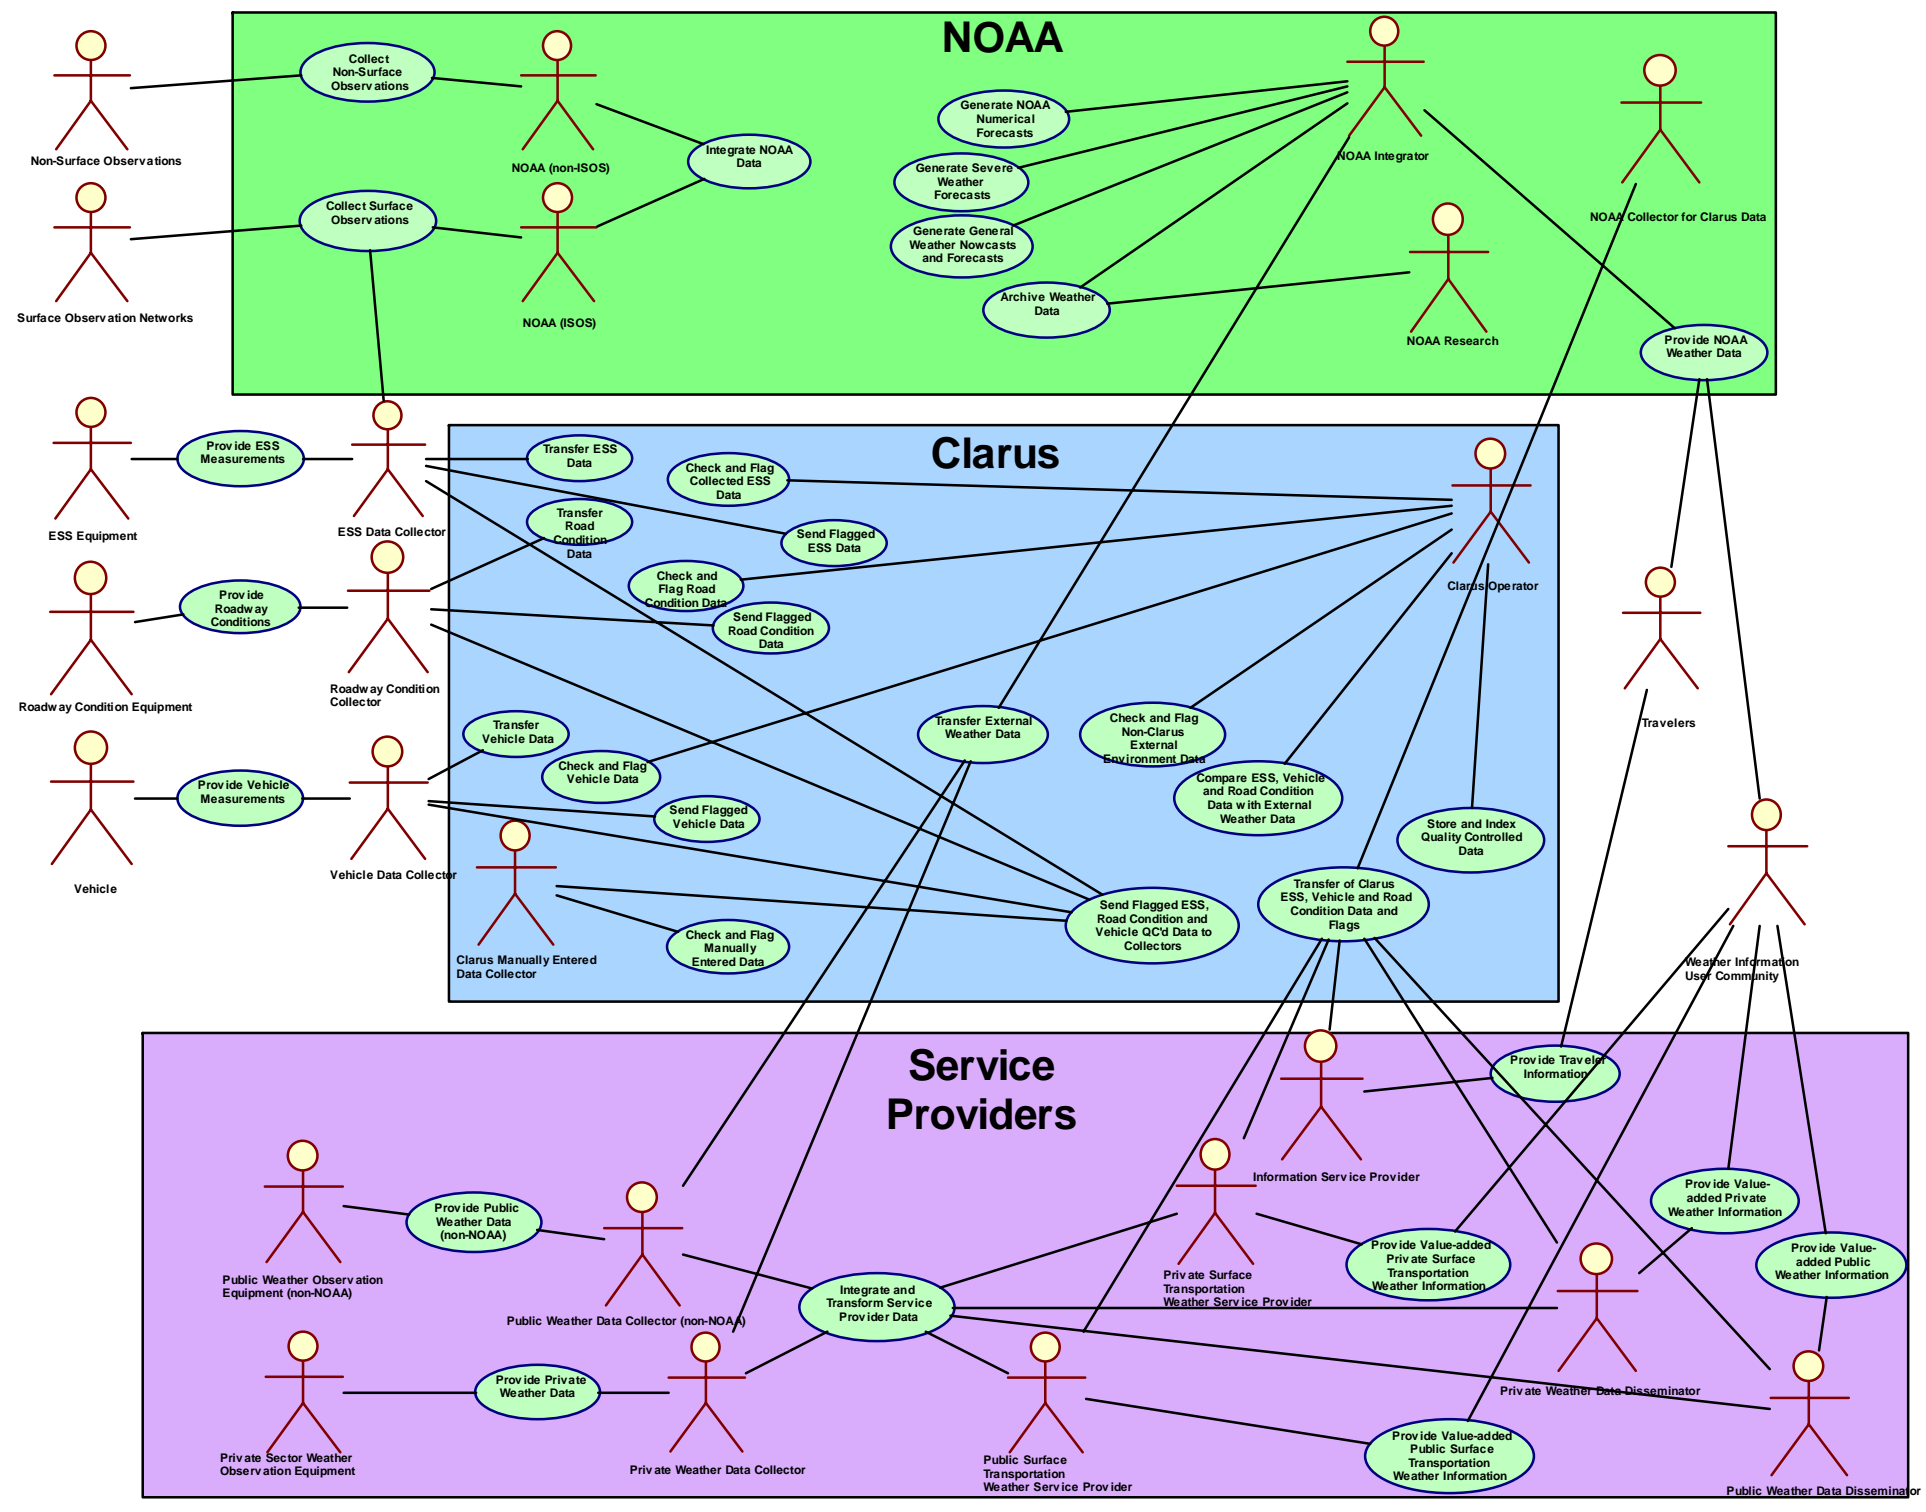 NOAA
Collect
Non-Surface
Observations
Non-Surface Observations
NOAA (non-ISOS)
Integrate NOAA
Data
Generate NOAA
Numerical
Forecasts
NOAA Integrator
Generate Severe
Weather
Forecasts
NOAA Collector for Clarus Data
Collect Surface
Observations
Generate General
Weather Nowcasts
and Forecasts
Surface Observation Networks
NOAA (ISOS)
Archive Weather
Data
NOAA Research
Provide NOAA
Weather Data
Clarus
Provide ESS
Measurements
Transfer ESS
Data
Check and Flag
Collected ESS
Data
ESS Equipment
ESS Data Collector
Transfer
Road
Condition
Data
Send Flagged
ESS Data
Check and
Flag Road
Condition Data
Clarus Operator
Provide
Roadway
Conditions
Send Flagged
Road Condition
Data
Roadway Condition Equipment
Roadway Condition
Collector
Travelers
Transfer
Vehicle Data
Transfer External
Weather Data
Check and Flag
Non-Clarus
External
Environment Data
Check and Flag
Vehicle Data
Provide Vehicle
Measurements
Compare ESS, Vehicle
and Road Condition
Data with External
Weather Data
Send Flagged
Vehicle Data
Store and Index
Quality Controlled
Data
Vehicle
Vehicle Data Collector
Transfer of Clarus
ESS, Vehicle and Road
Condition Data and
Flags
Send Flagged ESS,
Road Condition and
Vehicle QC'd Data to
Collectors
Check and Flag
Manually
Entered Data
Clarus Manually Entered
Data Collector
Weather Information
User Community
Service
Providers
Provide Traveler
Information
Information Service Provider
Provide Value-
added Private
Weather Information
Provide Public
Weather Data
(non-NOAA)
Provide Value-added
Private Surface
Transportation
Weather Information
Provide Value-
added Public
Weather Information
Public Weather Observation
Equipment (non-NOAA)
Private Surface
Transportation
Weather Service Provider
Integrate and
Transform Service
Provider Data
Public Weather Data Collector (non-NOAA)
Provide Private
Weather Data
Private Weather Data Disseminator
Private Sector Weather
Observation Equipment
Private Weather Data Collector
Public Surface
Transportation
Weather Service Provider
Provide Value-added
Public Surface
Transportation
Weather Information
Public Weather Data Disseminator